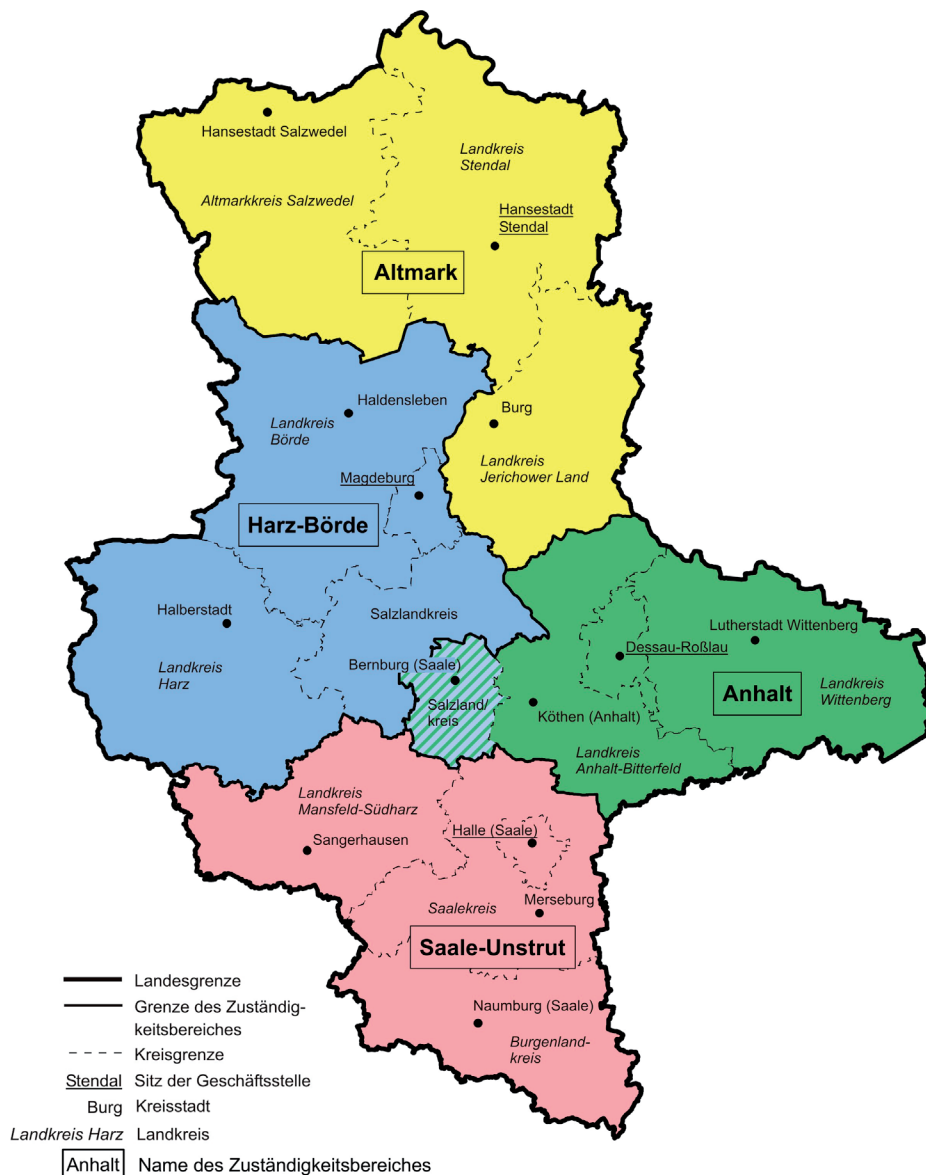 Hansestadt Salzwedel
Landkreis
Stendal
Altmarkkreis Salzwedel
Hansestadt
Stendal
Altmark
Haldensleben
Landkreis
Börde
Burg
Landkreis
Jerichower Land
Magdeburg
Harz-Börde
Halberstadt
Salzlandkreis
Lutherstadt Wittenberg
Dessau-Roßlau
Landkreis
Harz
Bernburg (Saale)
Anhalt
Landkreis
Wittenberg
Salzland/
kreis
Köthen (Anhalt)
Landkreis
Anhalt-Bitterfeld
Landkreis
Mansfeld-Südharz
Halle (Saale)
Sangerhausen
Merseburg
Saalekreis
Saale-Unstrut
Naumburg (Saale)
Burgenland-
kreis
Landesgrenze
Grenze des Zuständig-
keitsbereiches
Kreisgrenze
Stendal Sitz der Geschäftsstelle
Burg Kreisstadt
Landkreis Harz Landkreis
Anhalt Name des Zuständigkeitsbereiches